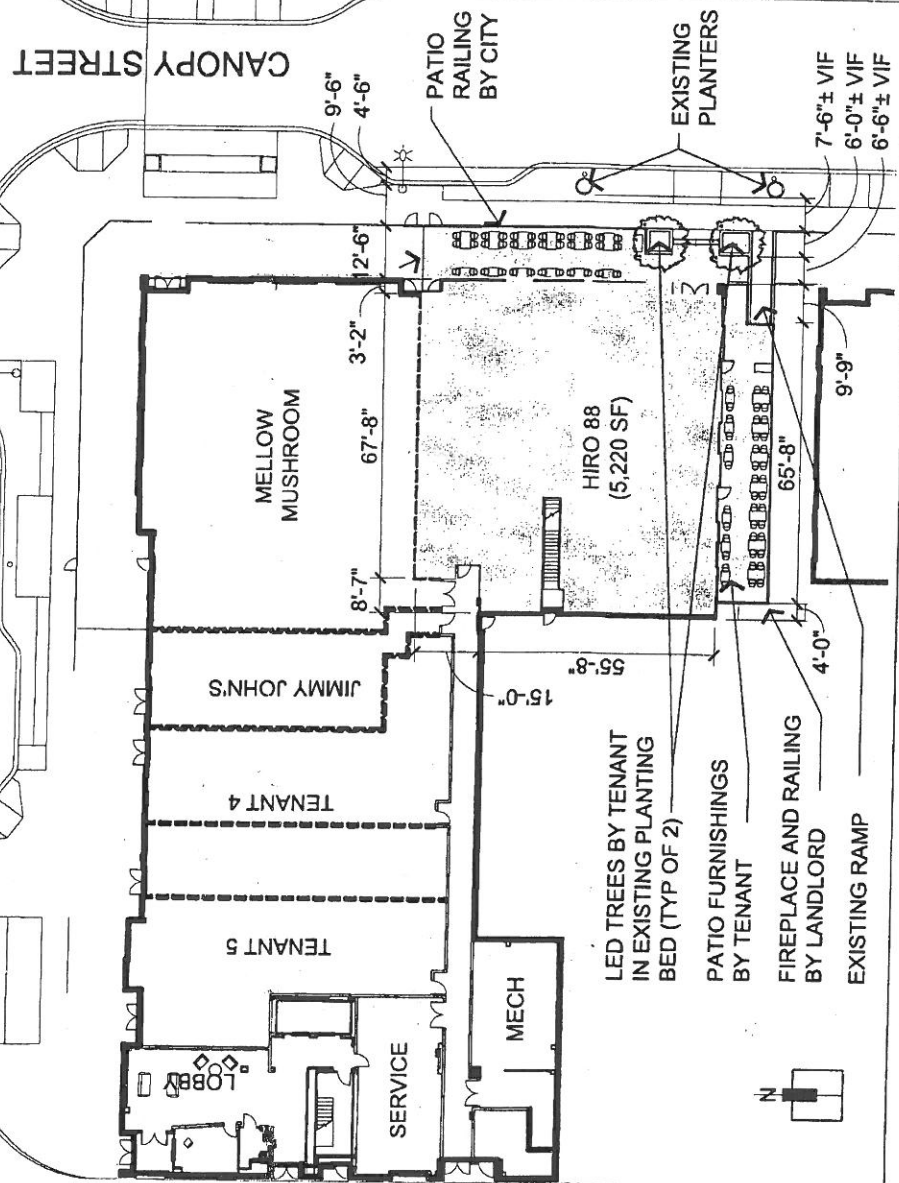 CANOPY STREET
9'-6"
4'-6"
PATIO
RAILING
BY CITY
EXISTING
PLANTERS
7'-6"± VIF
6'-0"± VIF
6'-6"± VIF
12'-6"
3'-2"
67'-8"
8'-7"
MELLOW
MUSHROOM
HIRO 88
(5,220 SF)
65'-8"
9'-9"
4'-0"
55'-8"
15'-0"
JIMMY JOHN'S
TENANT 4
TENANT 5
LOBBY
SERVICE
MECH
LED TREES BY TENANT
IN EXISTING PLANTING
BED (TYP OF 2)
PATIO FURNISHINGS
BY TENANT
FIREPLACE AND RAILING
BY LANDLORD
EXISTING RAMP
N